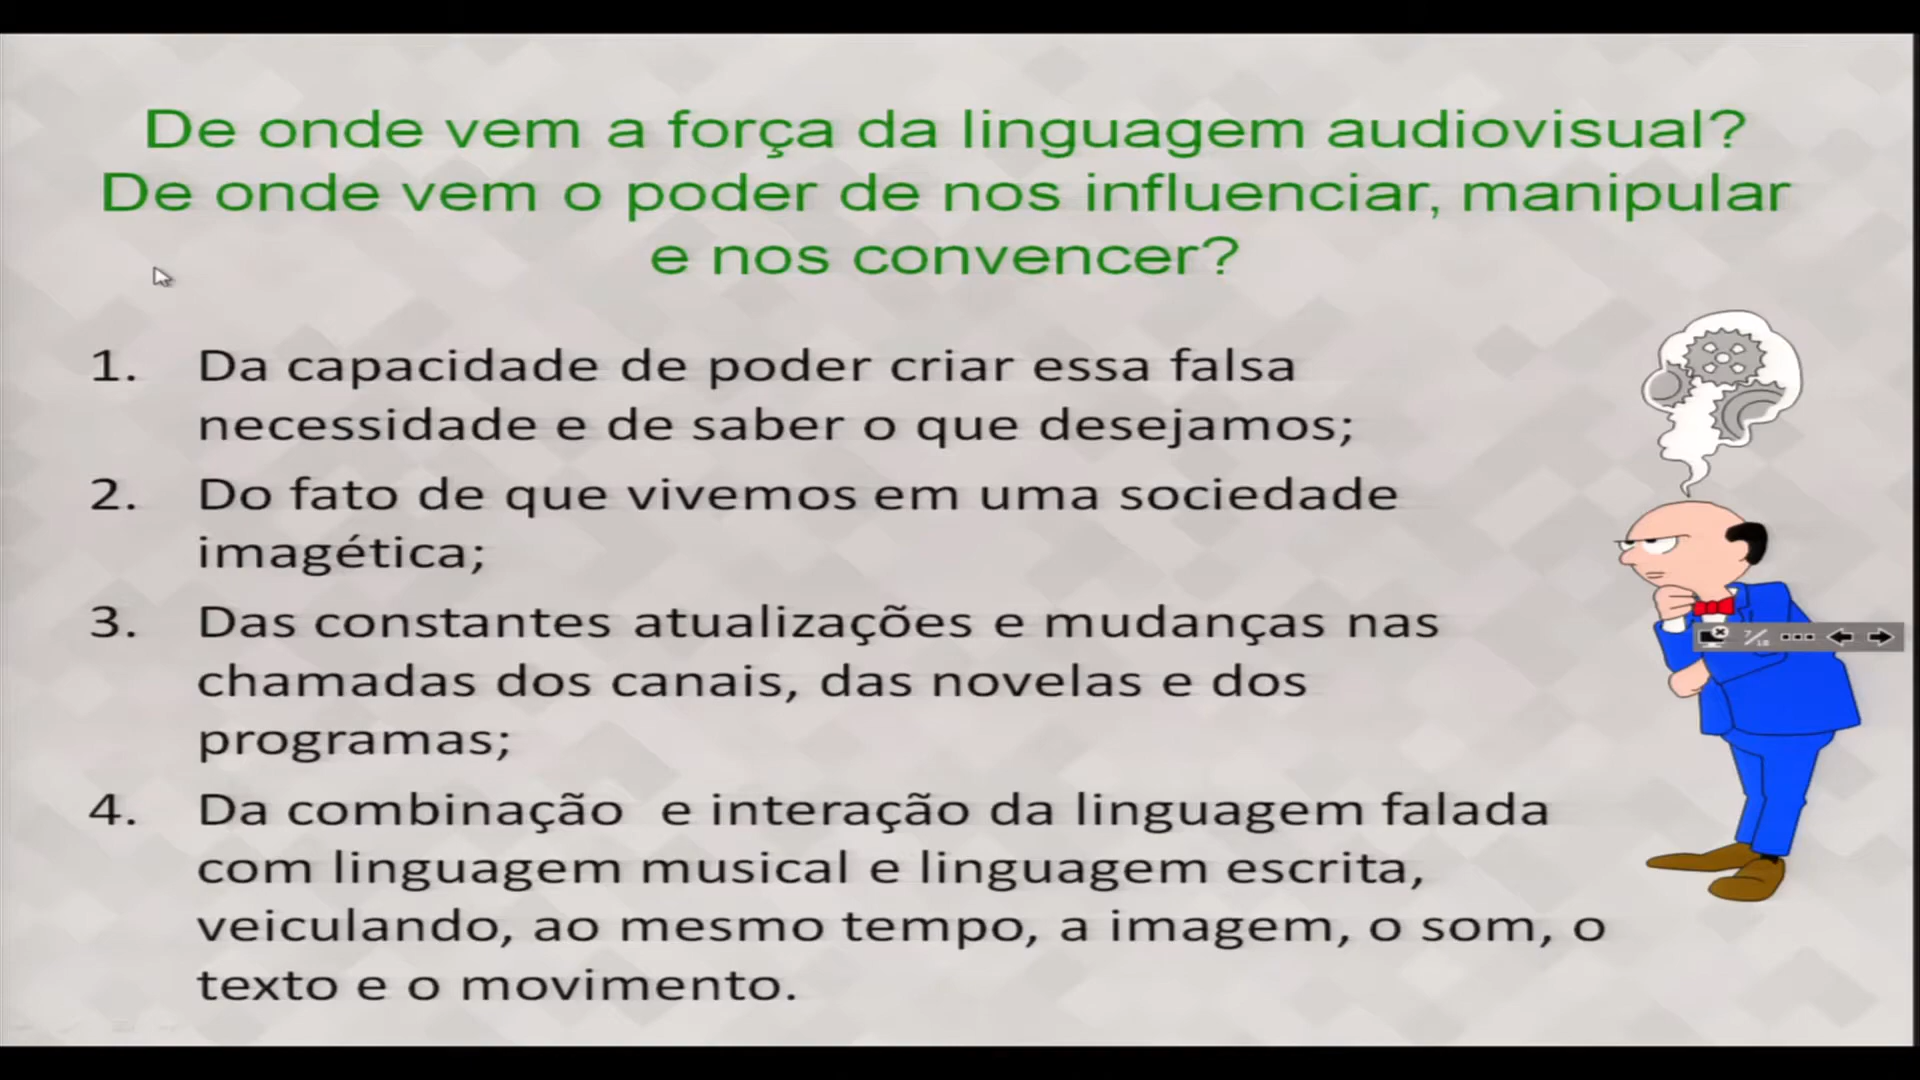 De onde vem a força da linguagem audiovisual?
De onde vem o poder de nos influenciar, manipular
e nos convencer?
1. Da capacidade de poder criar essa falsa
necessidade e de saber o que desejamos;
2. Do fato de que vivemos em uma sociedade
imagética;
3. Das constantes atualizações e mudanças nas
chamadas dos canais, das novelas e dos
programas;
4. Da combinação e interação da linguagem falada
com linguagem musical e linguagem escrita,
veiculando, ao mesmo tempo, a imagem, o som, o
texto e o movimento.
7/18